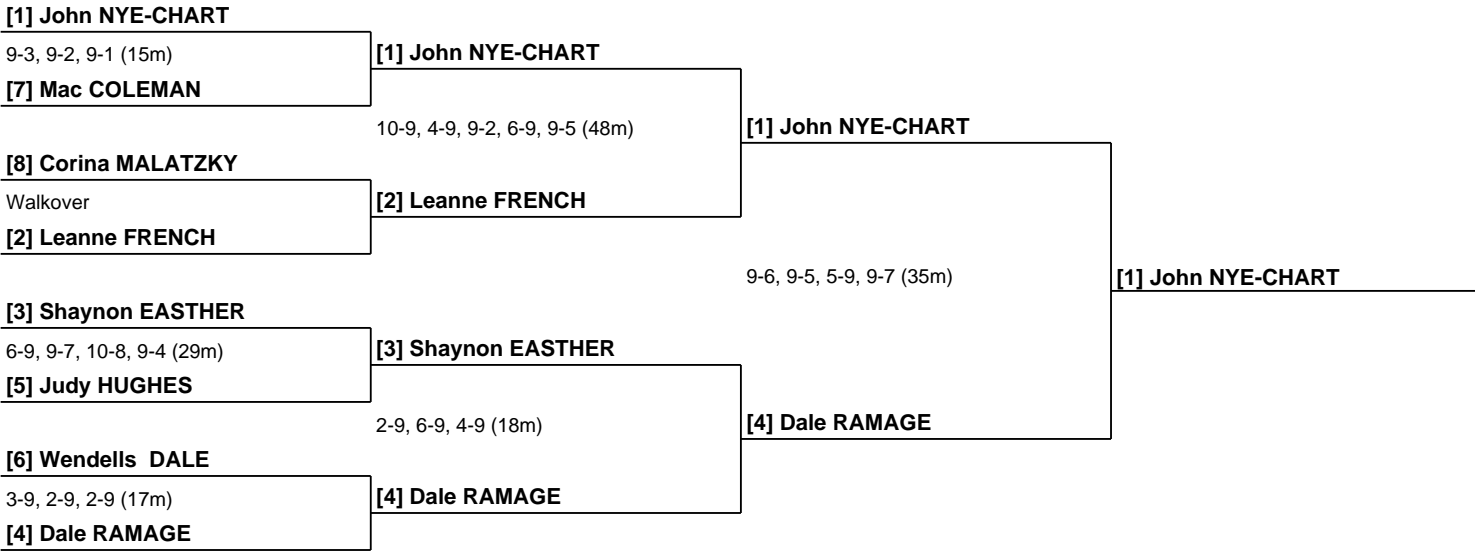 [1] John NYE-CHART
9-3, 9-2, 9-1 (15m)
[7] Mac COLEMAN
[8] Corina MALATZKY
Walkover
[2] Leanne FRENCH
[3] Shaynon EASTHER
6-9, 9-7, 10-8, 9-4 (29m)
[5] Judy HUGHES
[6] Wendells  DALE
3-9, 2-9, 2-9 (17m)
[4] Dale RAMAGE
[1] John NYE-CHART
10-9, 4-9, 9-2, 6-9, 9-5 (48m)
[2] Leanne FRENCH
[3] Shaynon EASTHER
2-9, 6-9, 4-9 (18m)
[4] Dale RAMAGE
[1] John NYE-CHART
9-6, 9-5, 5-9, 9-7 (35m)
[4] Dale RAMAGE
[1] John NYE-CHART